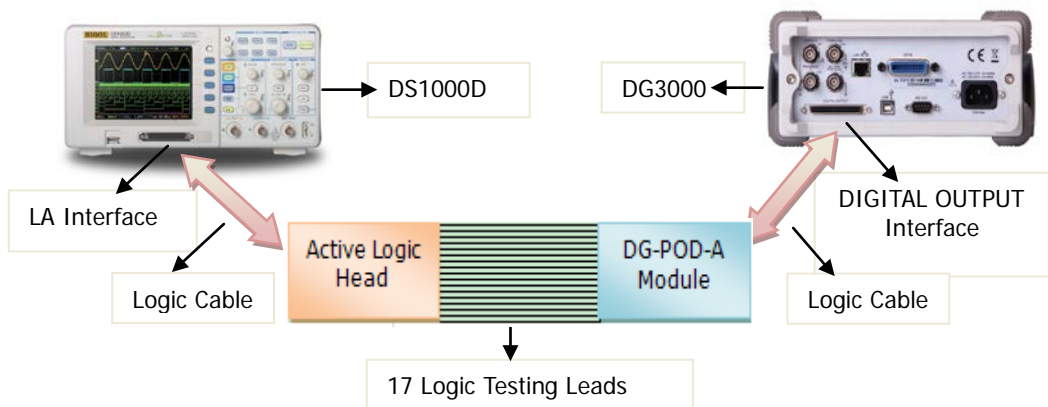 RIGOL
DS1000D
DG3000
LA Interface
DIGITAL OUTPUT
Interface
Active Logic
Head
DG-POD-A
Module
Logic Cable
Logic Cable
17 Logic Testing Leads